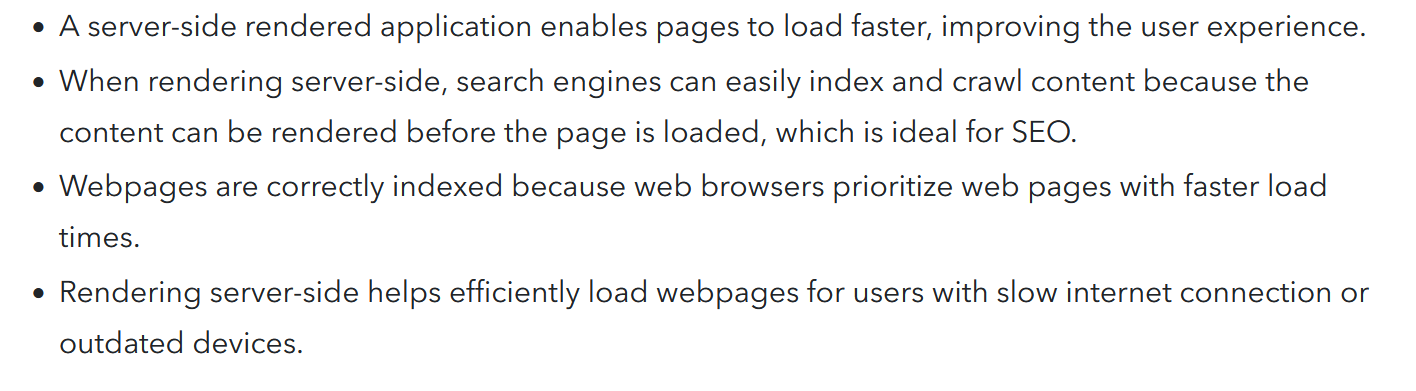 • A server-side rendered application enables pages to load faster, improving the user experience.
• When rendering server-side, search engines can easily index and crawl content because the
content can be rendered before the page is loaded, which is ideal for SEO.
• Webpages are correctly indexed because web browsers prioritize web pages with faster load
times.
• Rendering server-side helps efficiently load webpages for users with slow internet connection or
outdated devices.